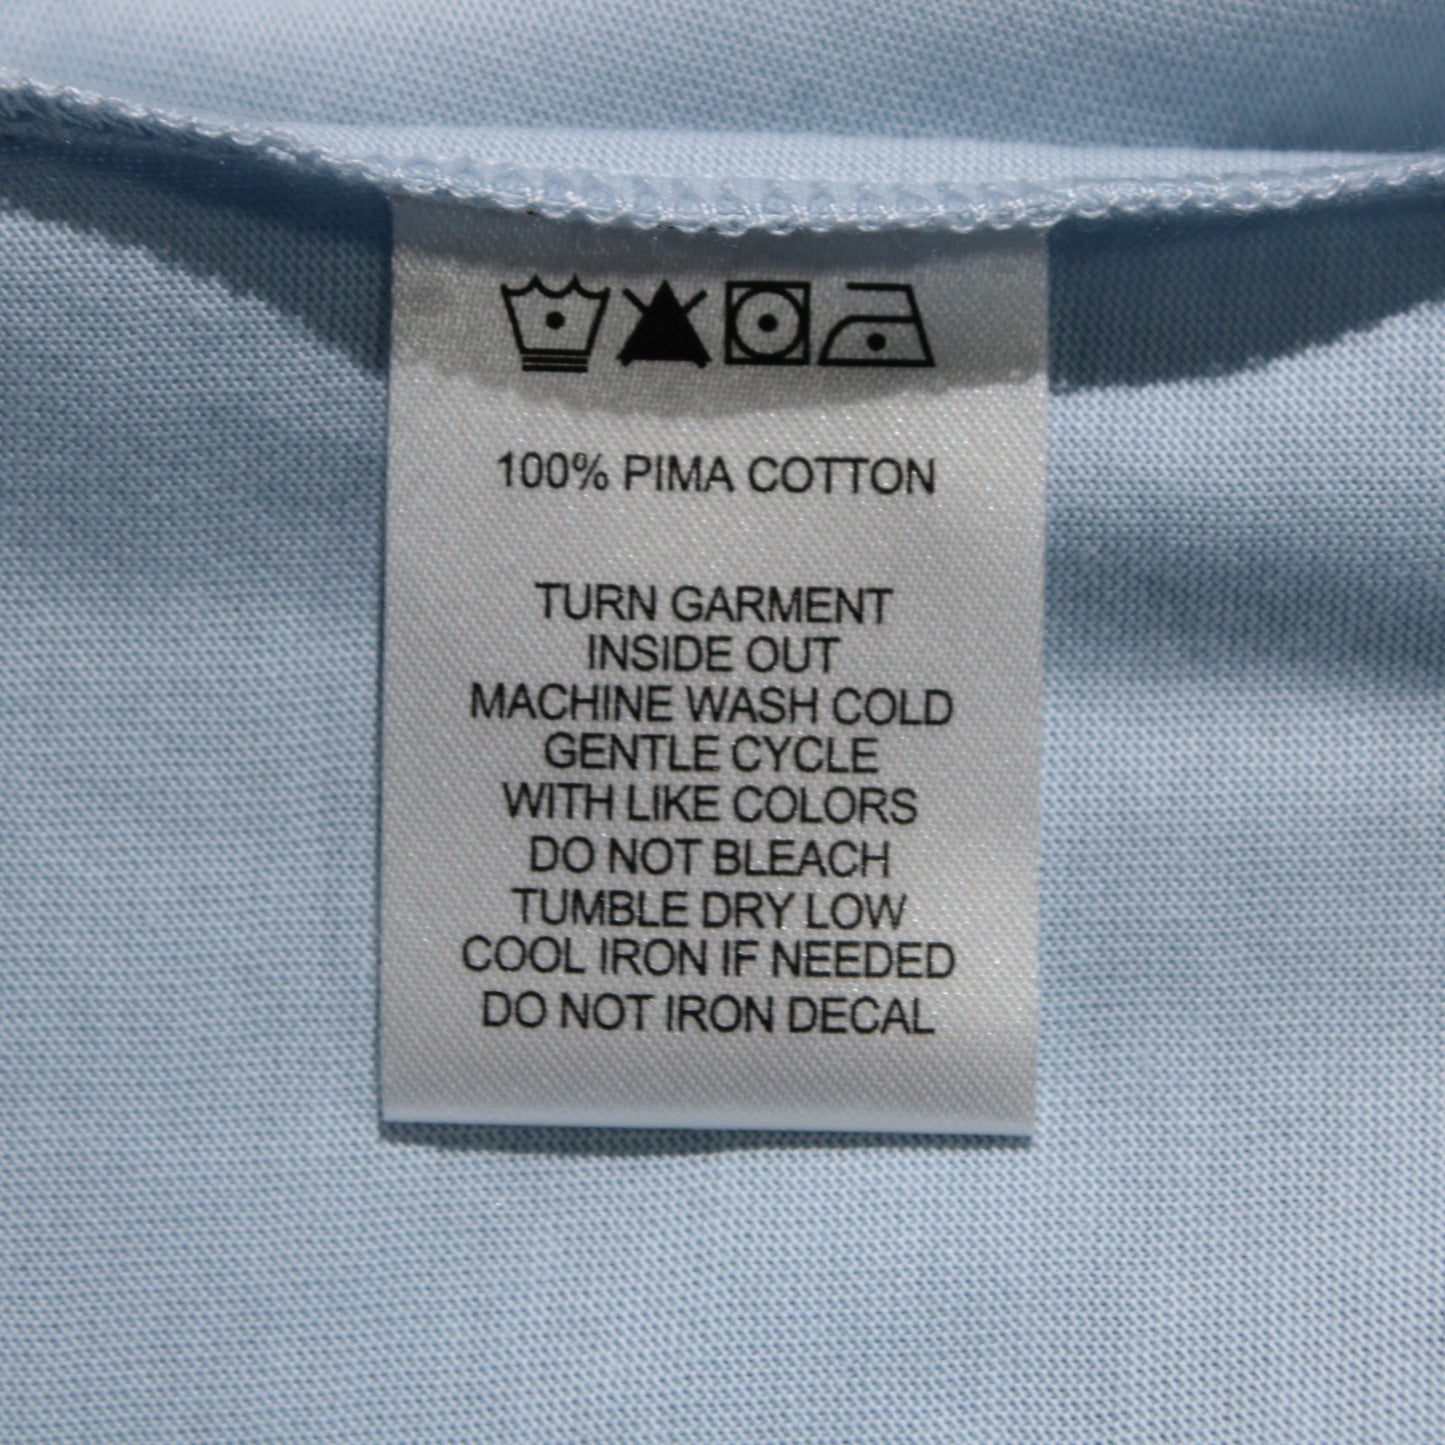 100% PIMA COTTON
TURN GARMENT
INSIDE OUT
MACHINE WASH COLD
GENTLE CYCLE
WITH LIKE COLORS
DO NOT BLEACH
TUMBLE DRY LOW
COOL IRON IF NEEDED
DO NOT IRON DECAL